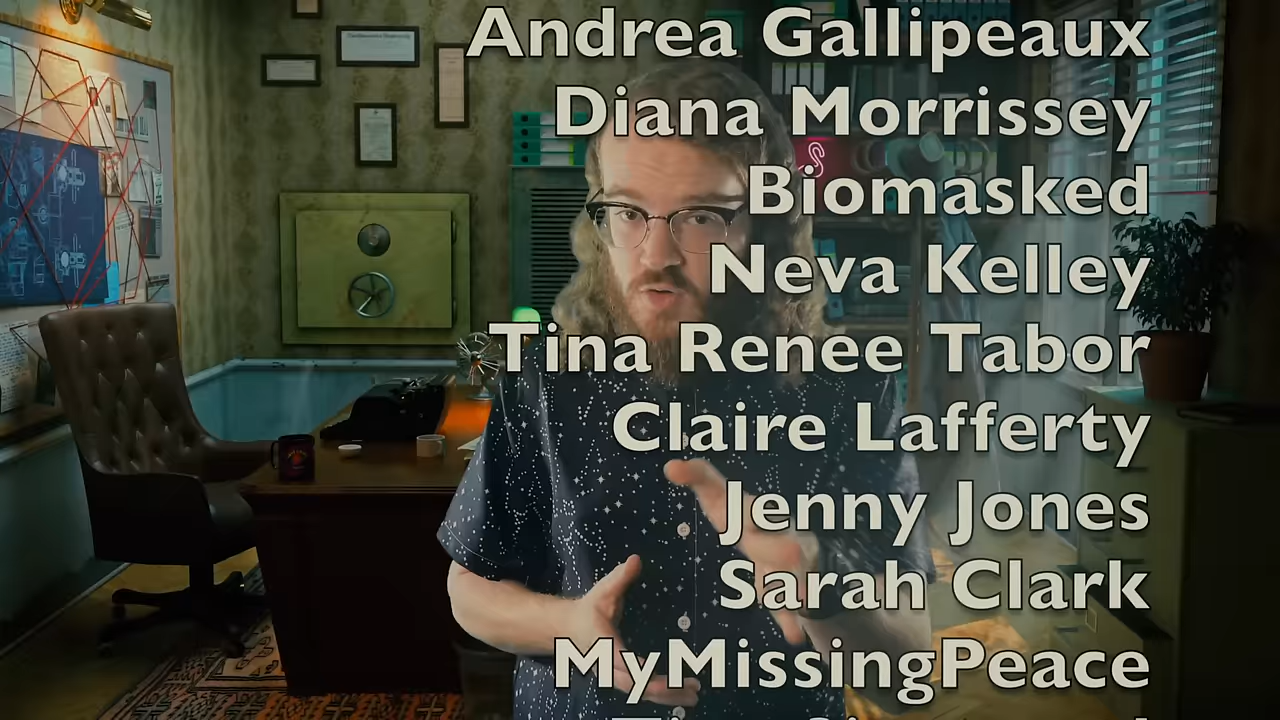 Andrea Gallipeaux
Diana Morrissey
Biomasked
Neva Kelley
Tina Renee Tabor
Claire Lafferty
Jenny Jones
Sarah Clark
MyMissingPeace